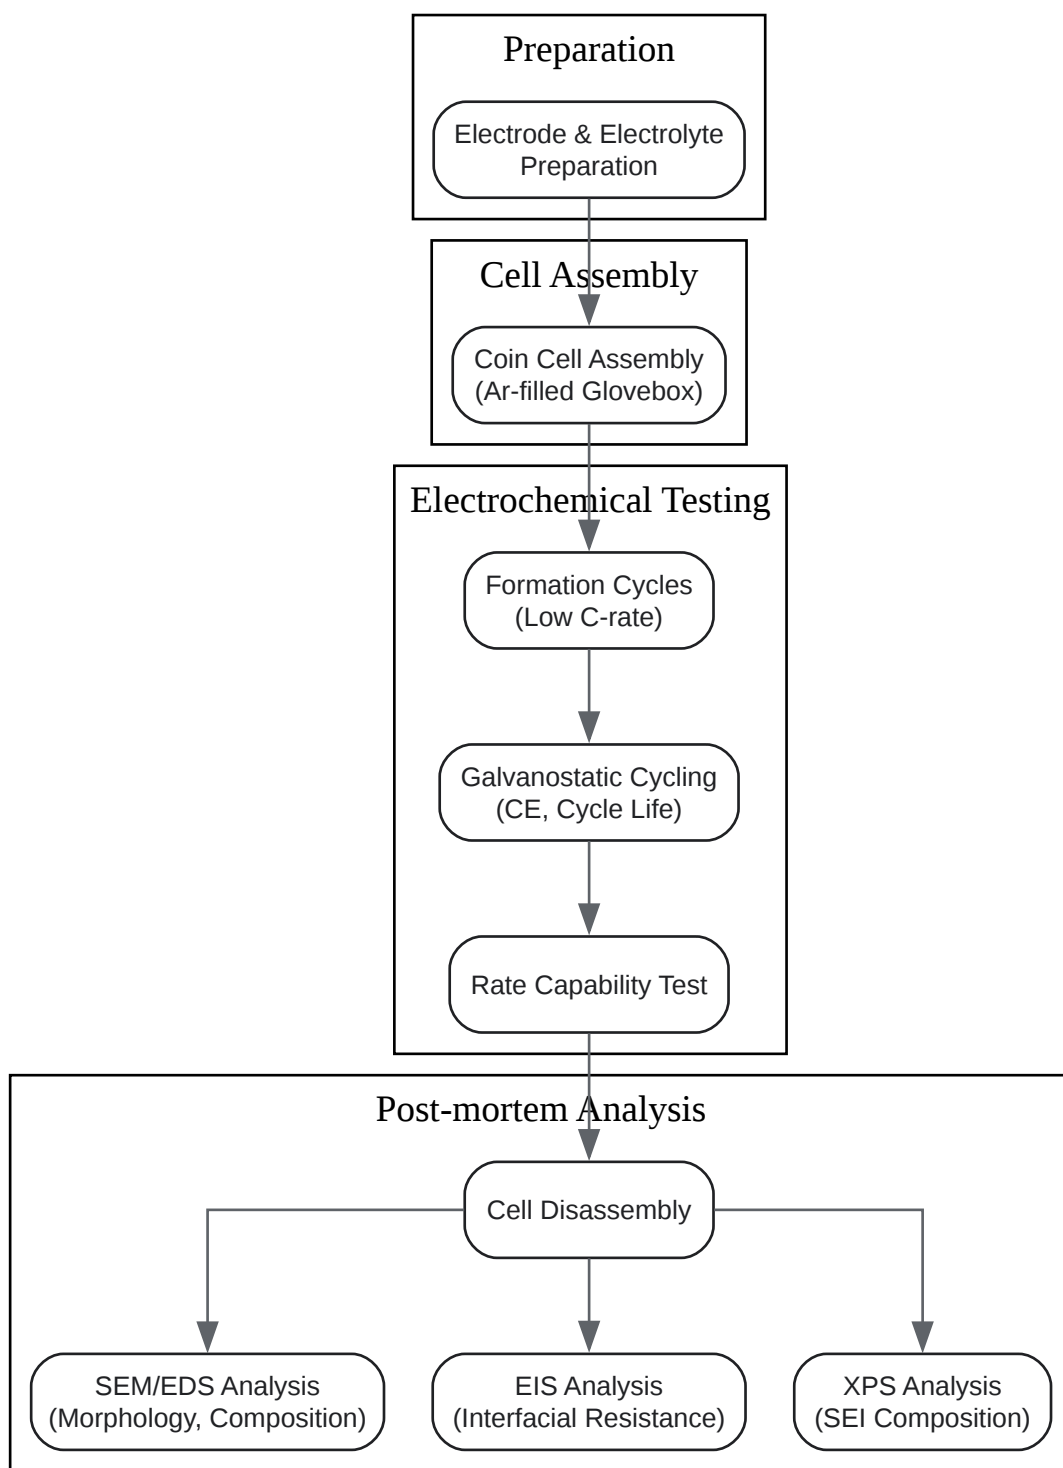 Preparation
Electrode & Electrolyte
Preparation
Cell Assembly
Coin Cell Assembly
(Ar-filled Glovebox)
Electrochemical Testing
Formation Cycles
(Low C-rate)
Galvanostatic Cycling
(CE, Cycle Life)
Rate Capability Test
Post-mortem Analysis
Cell Disassembly
SEM/EDS Analysis
(Morphology, Composition)
EIS Analysis
(Interfacial Resistance)
XPS Analysis
(SEI Composition)